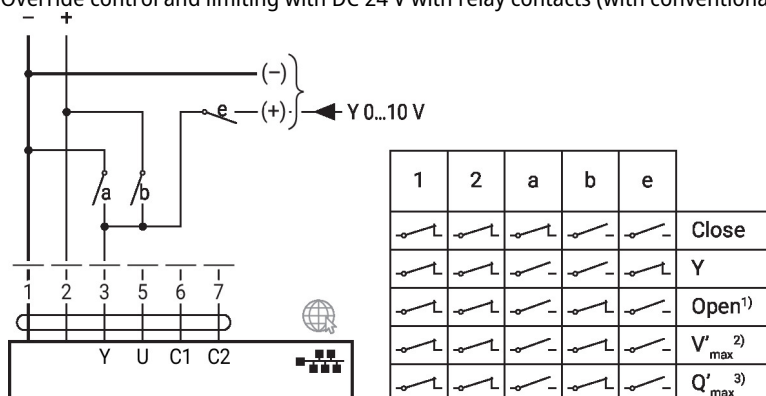 Override control and limiting with DC 24 V with relay contacts (with conventional
− +
(−)
e (+) Y 0...10 V
a b
1 2 3 5 6 7
Y U C1 C2
1 2 a b e
Close
Y
Open¹⁾
V'max ²⁾
Q'max ³⁾